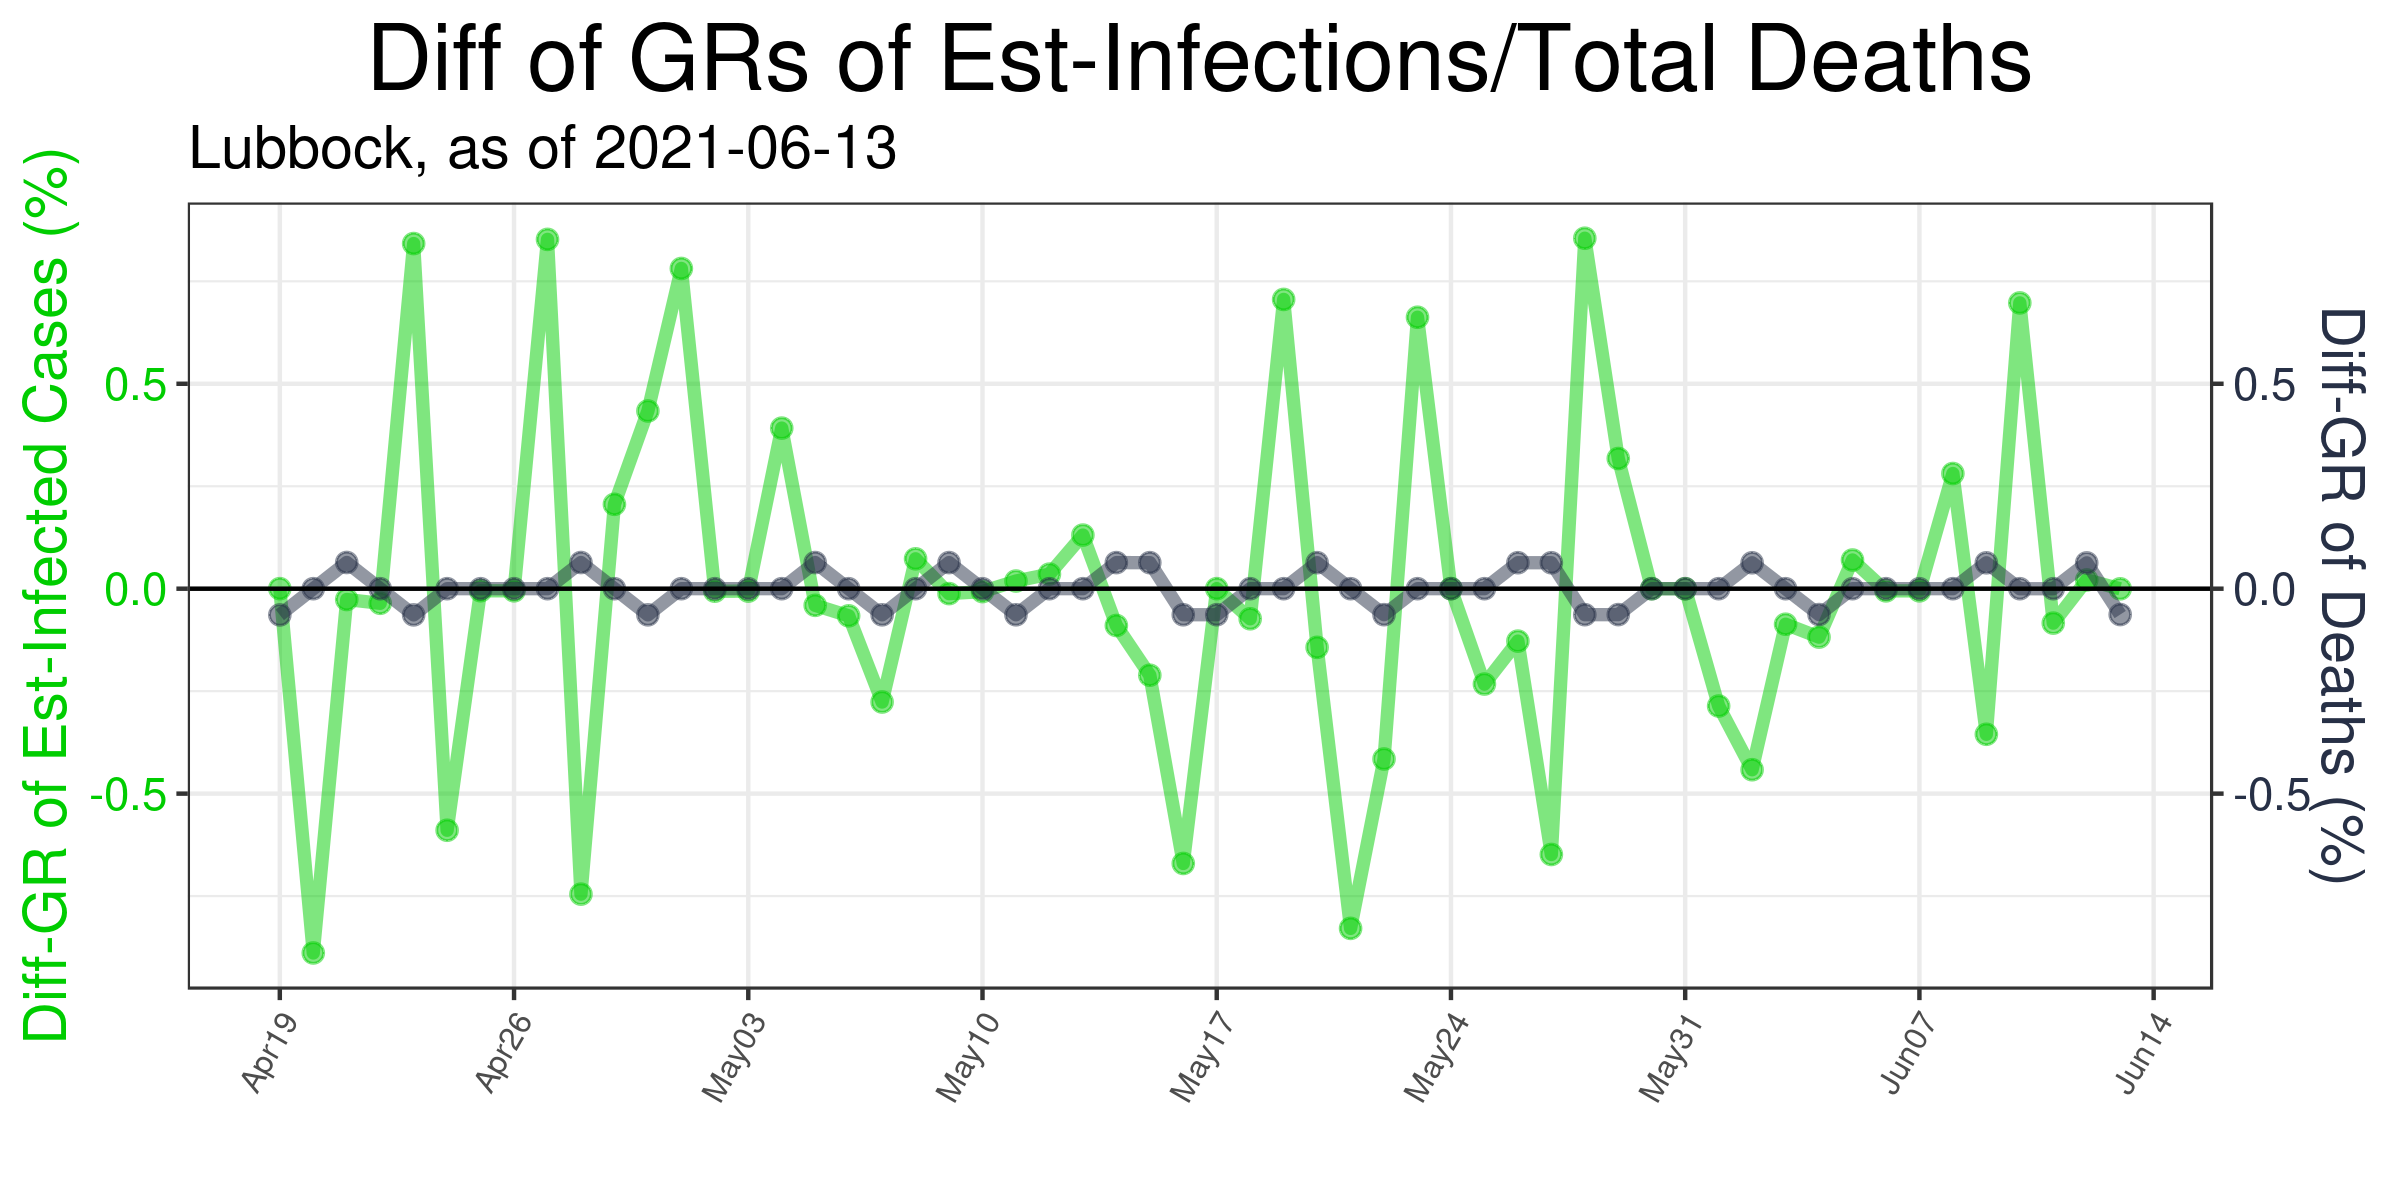 Diff of GRs of Est-Infections/Total Deaths
Lubbock, as of 2021-06-13
Diff-GR of Est-Infected Cases (%)
0.5
0.0
-0.5
0.5
0.0
-0.5
Diff-GR of Deaths (%)
Apr19
Apr26
May03
May10
May17
May24
May31
Jun07
Jun14